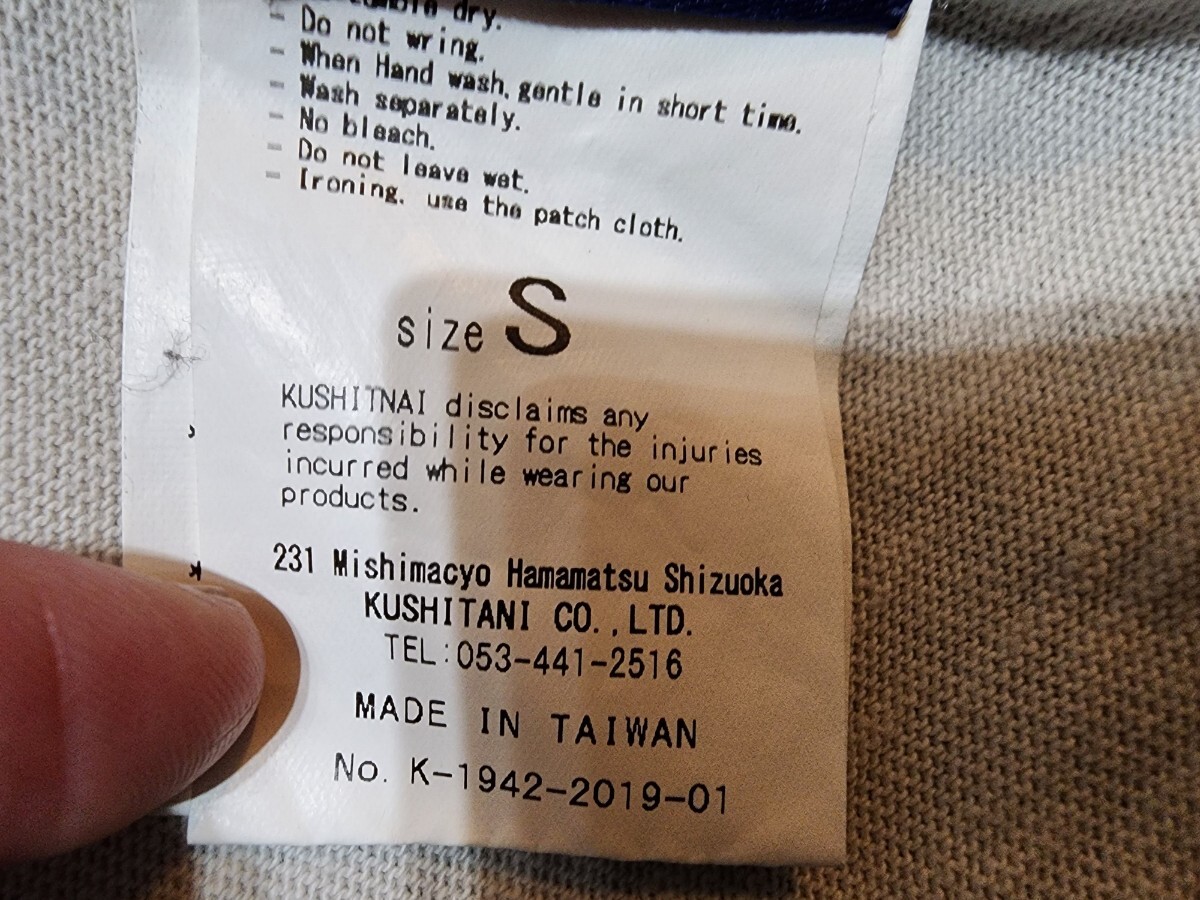 dry.
- Do not wring.
- When Hand wash, gentle in short time.
- Wash separately.
- No bleach.
- Do not leave wet.
- Ironing. use the patch cloth.
size S
KUSHITNAI disclaims any
responsibility for the injuries
incurred while wearing our
products.
231 Mishimacyo Hamamatsu Shizuoka
KUSHITANI CO.,LTD.
TEL:053-441-2516
MADE IN TAIWAN
No. K-1942-2019-01